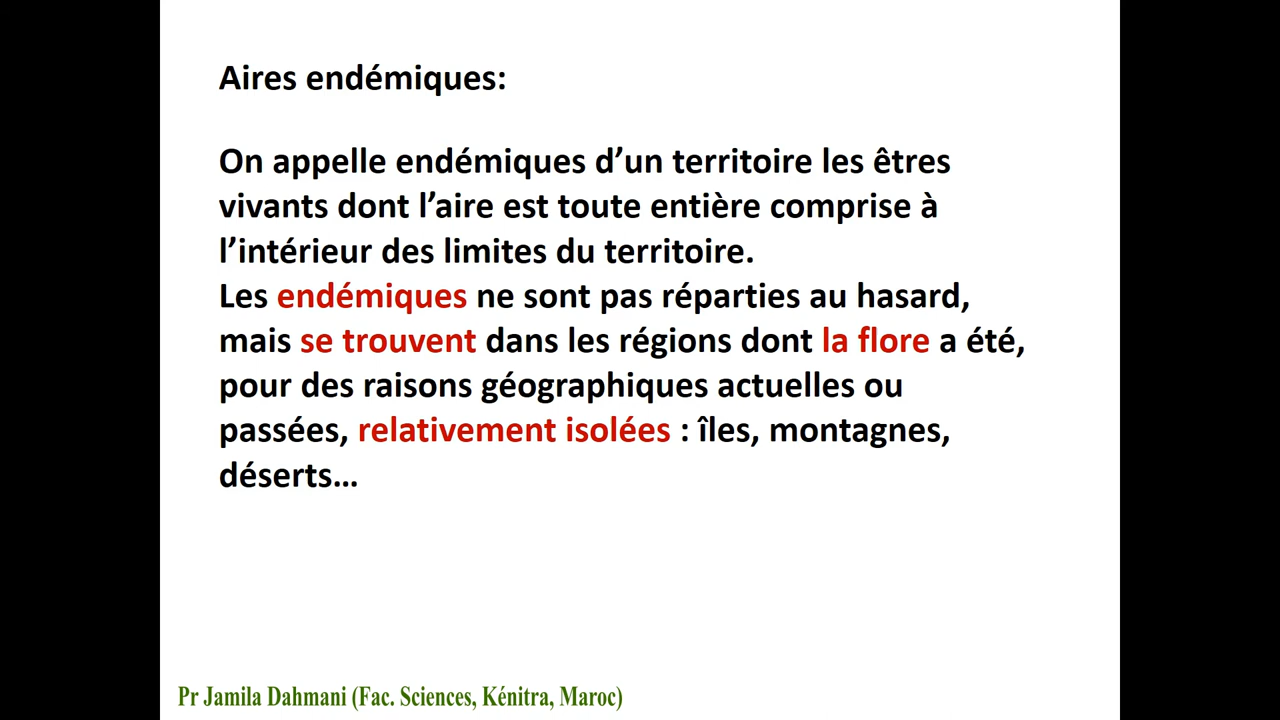 Aires endémiques:
On appelle endémiques d’un territoire les êtres
vivants dont l’aire est toute entière comprise à
l’intérieur des limites du territoire.
Les endémiques ne sont pas réparties au hasard,
mais se trouvent dans les régions dont la flore a été,
pour des raisons géographiques actuelles ou
passées, relativement isolées : îles, montagnes,
déserts…
Pr Jamila Dahmani (Fac. Sciences, Kénitra, Maroc)